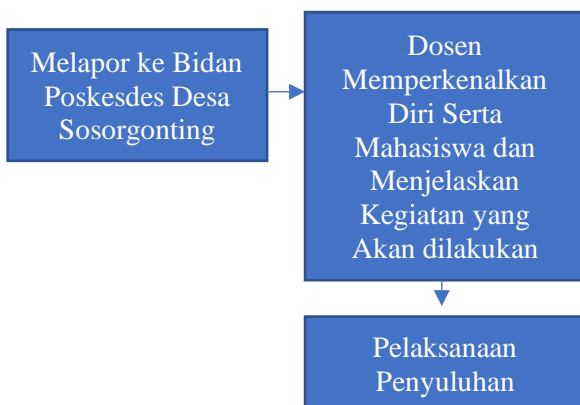 Melapor ke Bidan
Poskesdes Desa
Sosorgonting
Dosen
Memperkenalkan
Diri Serta
Mahasiswa dan
Menjelaskan
Kegiatan yang
Akan dilakukan
Pelaksanaan
Penyuluhan